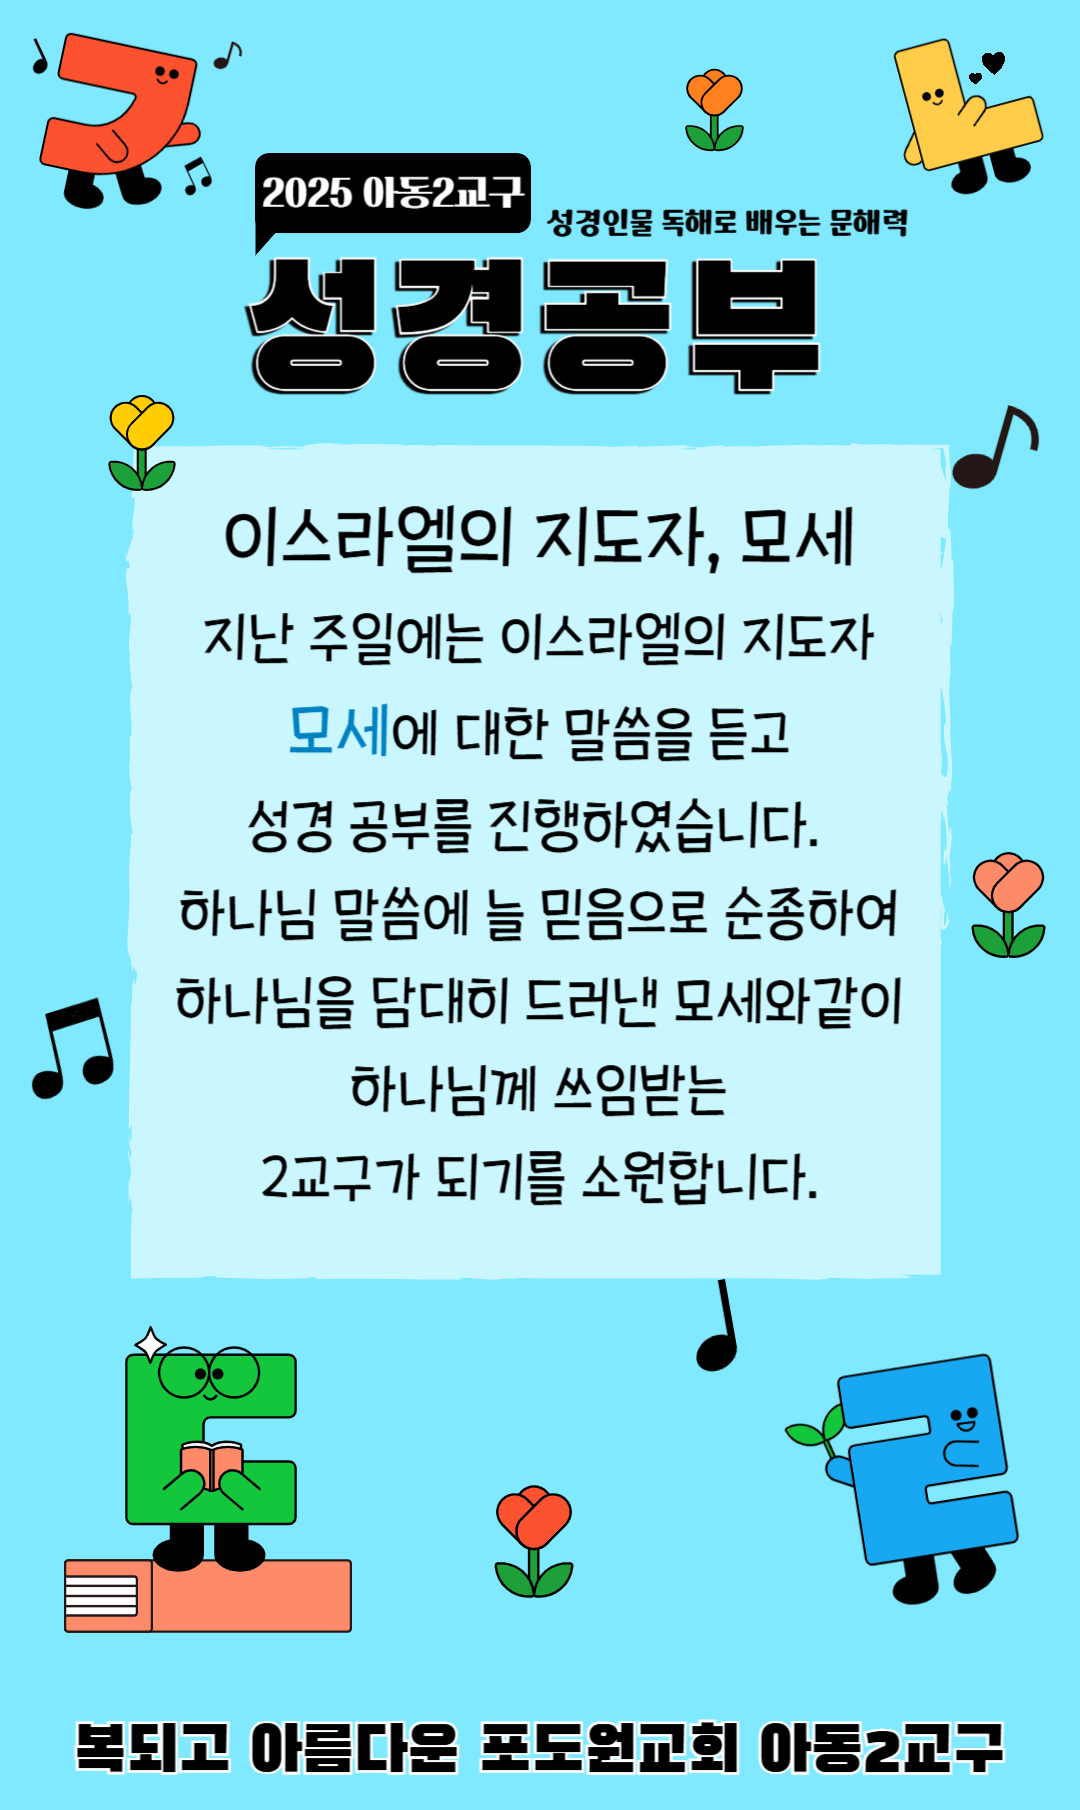 2025 아동2교구
성경인물 독해로 배우는 문해력
성경공부
이스라엘의 지도자, 모세
지난 주일에는 이스라엘의 지도자
모세에 대한 말씀을 듣고
성경 공부를 진행하였습니다.
하나님 말씀에 늘 믿음으로 순종하여
하나님을 담대히 드러낸 모세와같이
하나님께 쓰임받는
2교구가 되기를 소원합니다.
복되고 아름다운 포도원교회 아동2교구